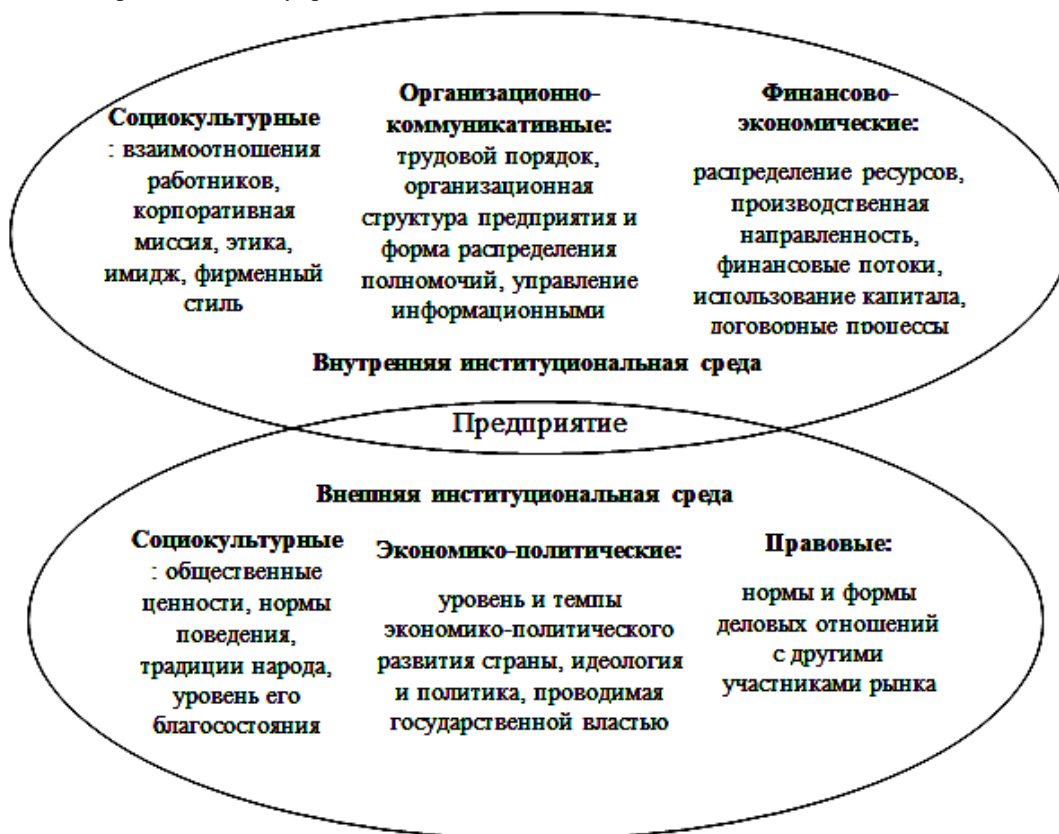 Социокультурные
: взаимоотношения
работников,
корпоративная
миссия, этика,
имидж, фирменный
стиль
Организационно-
коммуникативные:
трудовой порядок,
организационная
структура предприятия и
форма распределения
полномочий, управление
информационными
Финансово-
экономические:
распределение ресурсов,
производственная
направленность,
финансовые потоки,
использование капитала,
договорные процессы
Внутренняя институциональная среда
Предприятие
Внешняя институциональная среда
Социокультурные
: общественные
ценности, нормы
поведения,
традиции народа,
уровень его
благосостояния
Экономико-политические:
уровень и темпы
экономико-политического
развития страны, идеология
и политика, проводимая
государственной властью
Правовые:
нормы и формы
деловых отношений
с другими
участниками рынка